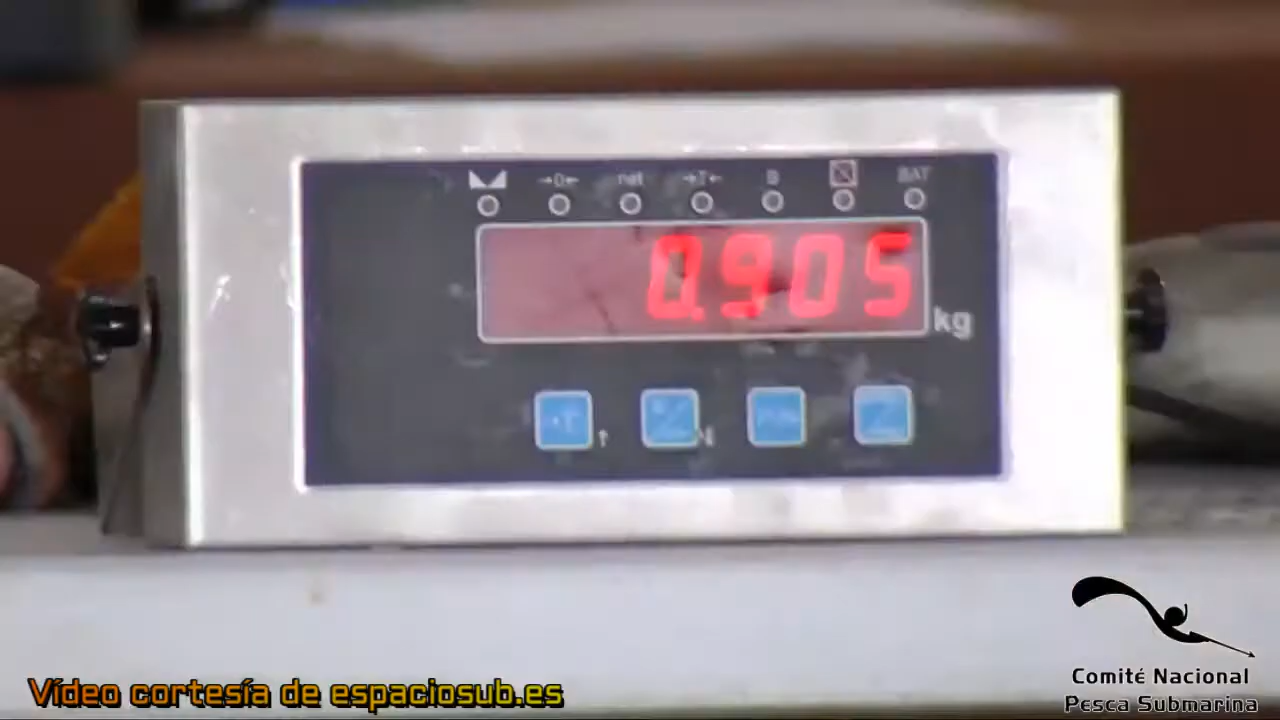 →0← net →T← B BAT
0.905
kg
Vídeo cortesía de espaciosub.es
Comité Nacional
Pesca Submarina